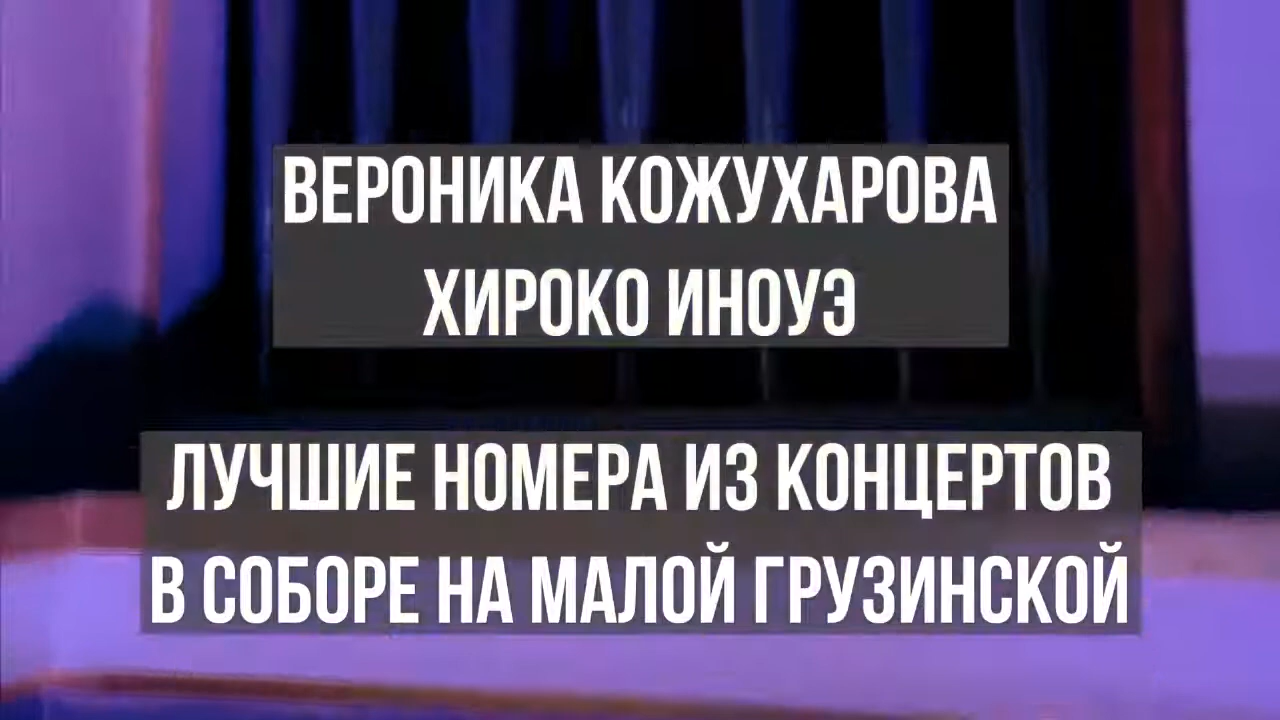 ВЕРОНИКА КОЖУХАРОВА
ХИРОКО ИНОУЭ
ЛУЧШИЕ НОМЕРА ИЗ КОНЦЕРТОВ
В СОБОРЕ НА МАЛОЙ ГРУЗИНСКОЙ